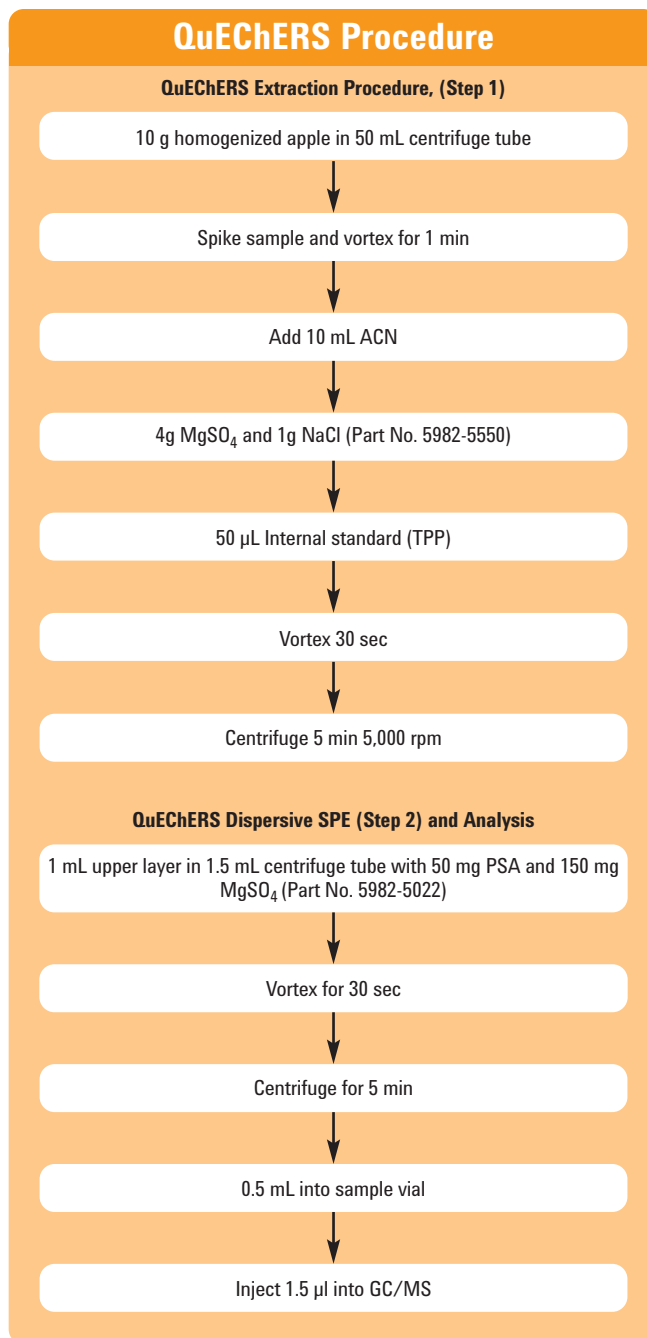 QuEChERS Procedure
QuEChERS Extraction Procedure, (Step 1)
10 g homogenized apple in 50 mL centrifuge tube
Spike sample and vortex for 1 min
Add 10 mL ACN
4g MgSO₄ and 1g NaCl (Part No. 5982-5550)
50 µL Internal standard (TPP)
Vortex 30 sec
Centrifuge 5 min 5,000 rpm
QuEChERS Dispersive SPE (Step 2) and Analysis
1 mL upper layer in 1.5 mL centrifuge tube with 50 mg PSA and 150 mg
MgSO₄ (Part No. 5982-5022)
Vortex for 30 sec
Centrifuge for 5 min
0.5 mL into sample vial
Inject 1.5 µl into GC/MS